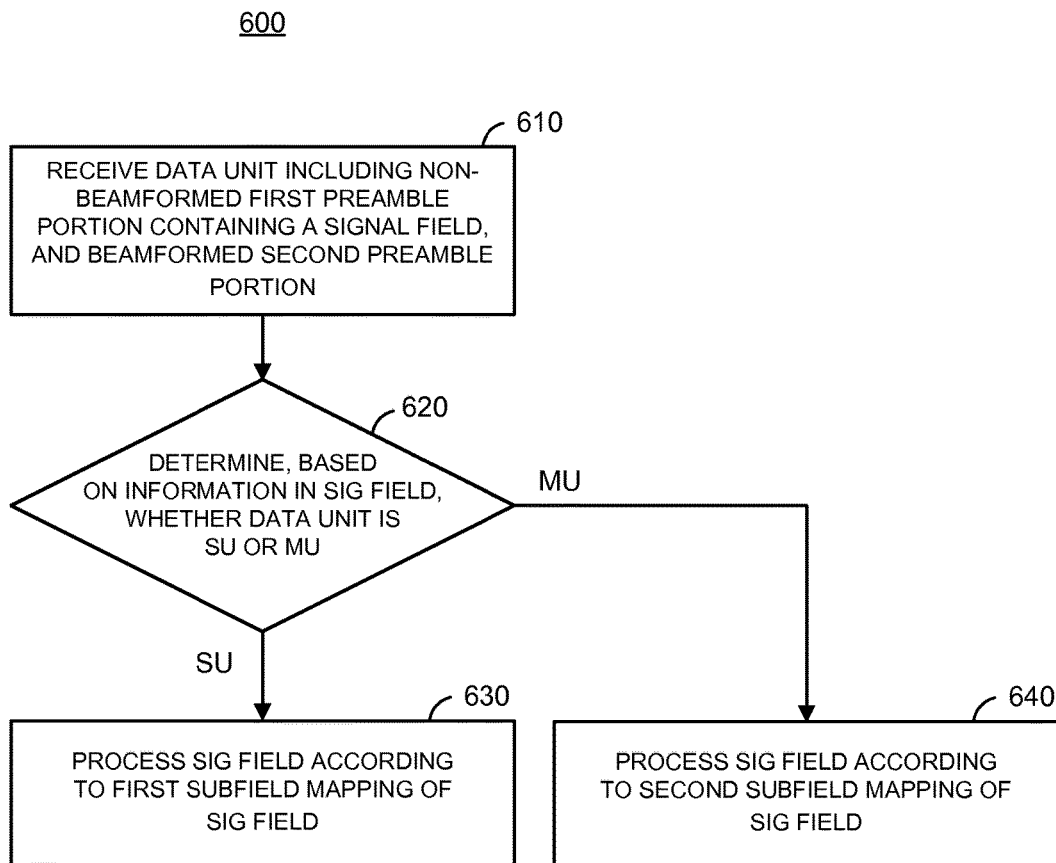 600
610
RECEIVE DATA UNIT INCLUDING NON-
BEAMFORMED FIRST PREAMBLE
PORTION CONTAINING A SIGNAL FIELD,
AND BEAMFORMED SECOND PREAMBLE
PORTION
620
DETERMINE, BASED
ON INFORMATION IN SIG FIELD,
WHETHER DATA UNIT IS
SU OR MU
MU
SU
630
PROCESS SIG FIELD ACCORDING
TO FIRST SUBFIELD MAPPING OF
SIG FIELD
640
PROCESS SIG FIELD ACCORDING
TO SECOND SUBFIELD MAPPING OF
SIG FIELD